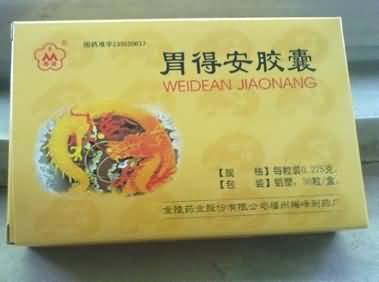 国药准字Z20020037
胃得安胶囊
WEIDEAN JIAONANG
【规 格】每粒装0.225克。
【包 装】铝塑，36粒/盒。
金陵药业股份有限公司福州梅峰制药厂